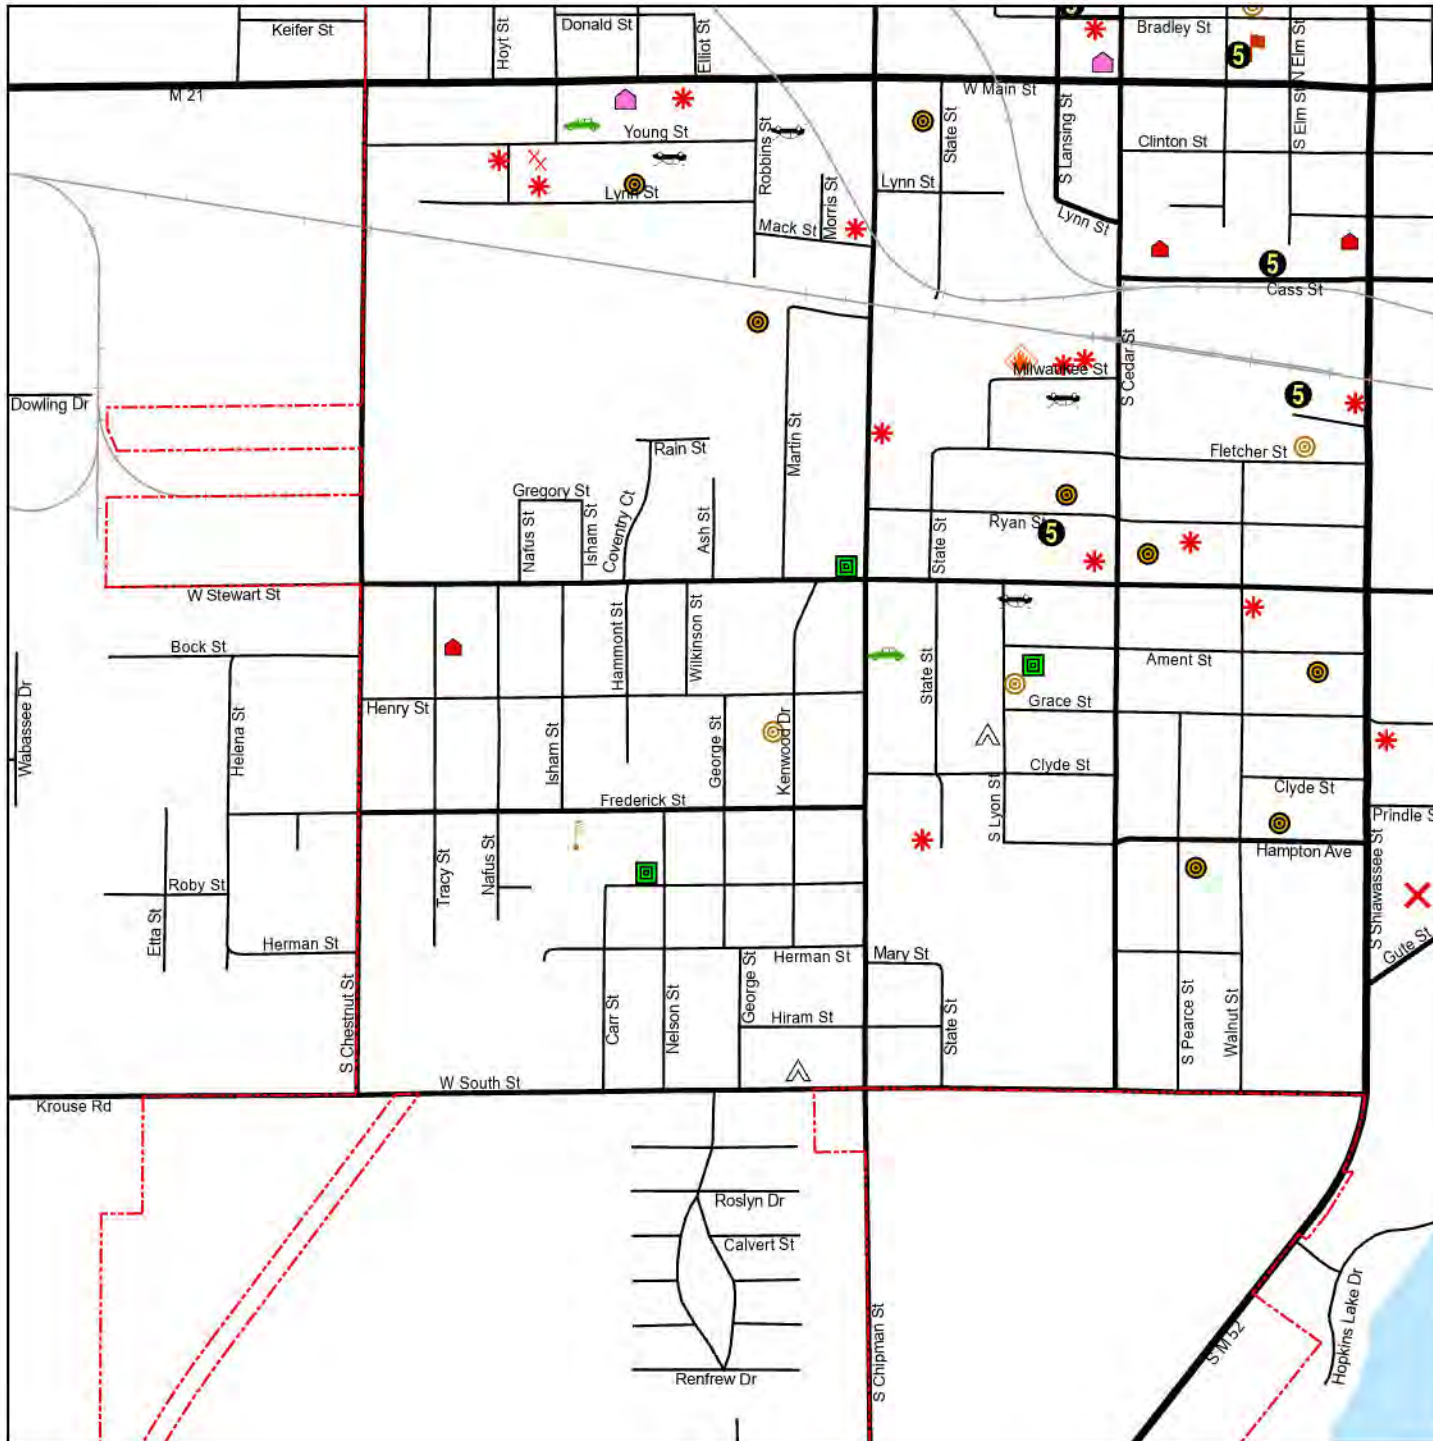 Keifer St
Hoyt St
Donald St
Elliot St
5
Bradley St
5
N Elm St
M 21
W Main St
Young St
Robbins St
State St
S Lansing St
Clinton St
S Elm St
Lynn St
Morris St
Lynn St
Mack St
Lynn St
5
Cass St
S Cedar St
Milwaukee St
Dowling Dr
5
Martin St
Rain St
Fletcher St
Gregory St
Nafus St
Isham St
Coventry Ct
Ash St
State St
Ryan St
5
W Stewart St
Bock St
Hammont St
Wilkinson St
State St
Ament St
Wabassee Dr
Helena St
Henry St
Isham St
George St
Kenwood Dr
Grace St
Clyde St
S Lyon St
Clyde St
Frederick St
Prindle S
Tracy St
Nafus St
Hampton Ave
S Shiawassee St
Roby St
Etta St
Herman St
Herman St
Mary St
Gute St
S Chestnut St
Carr St
Nelson St
George St
Hiram St
State St
S Pearce St
Walnut St
W South St
Krouse Rd
Roslyn Dr
Calvert St
Renfrew Dr
S Chipman St
S M 52
Hopkins Lake Dr